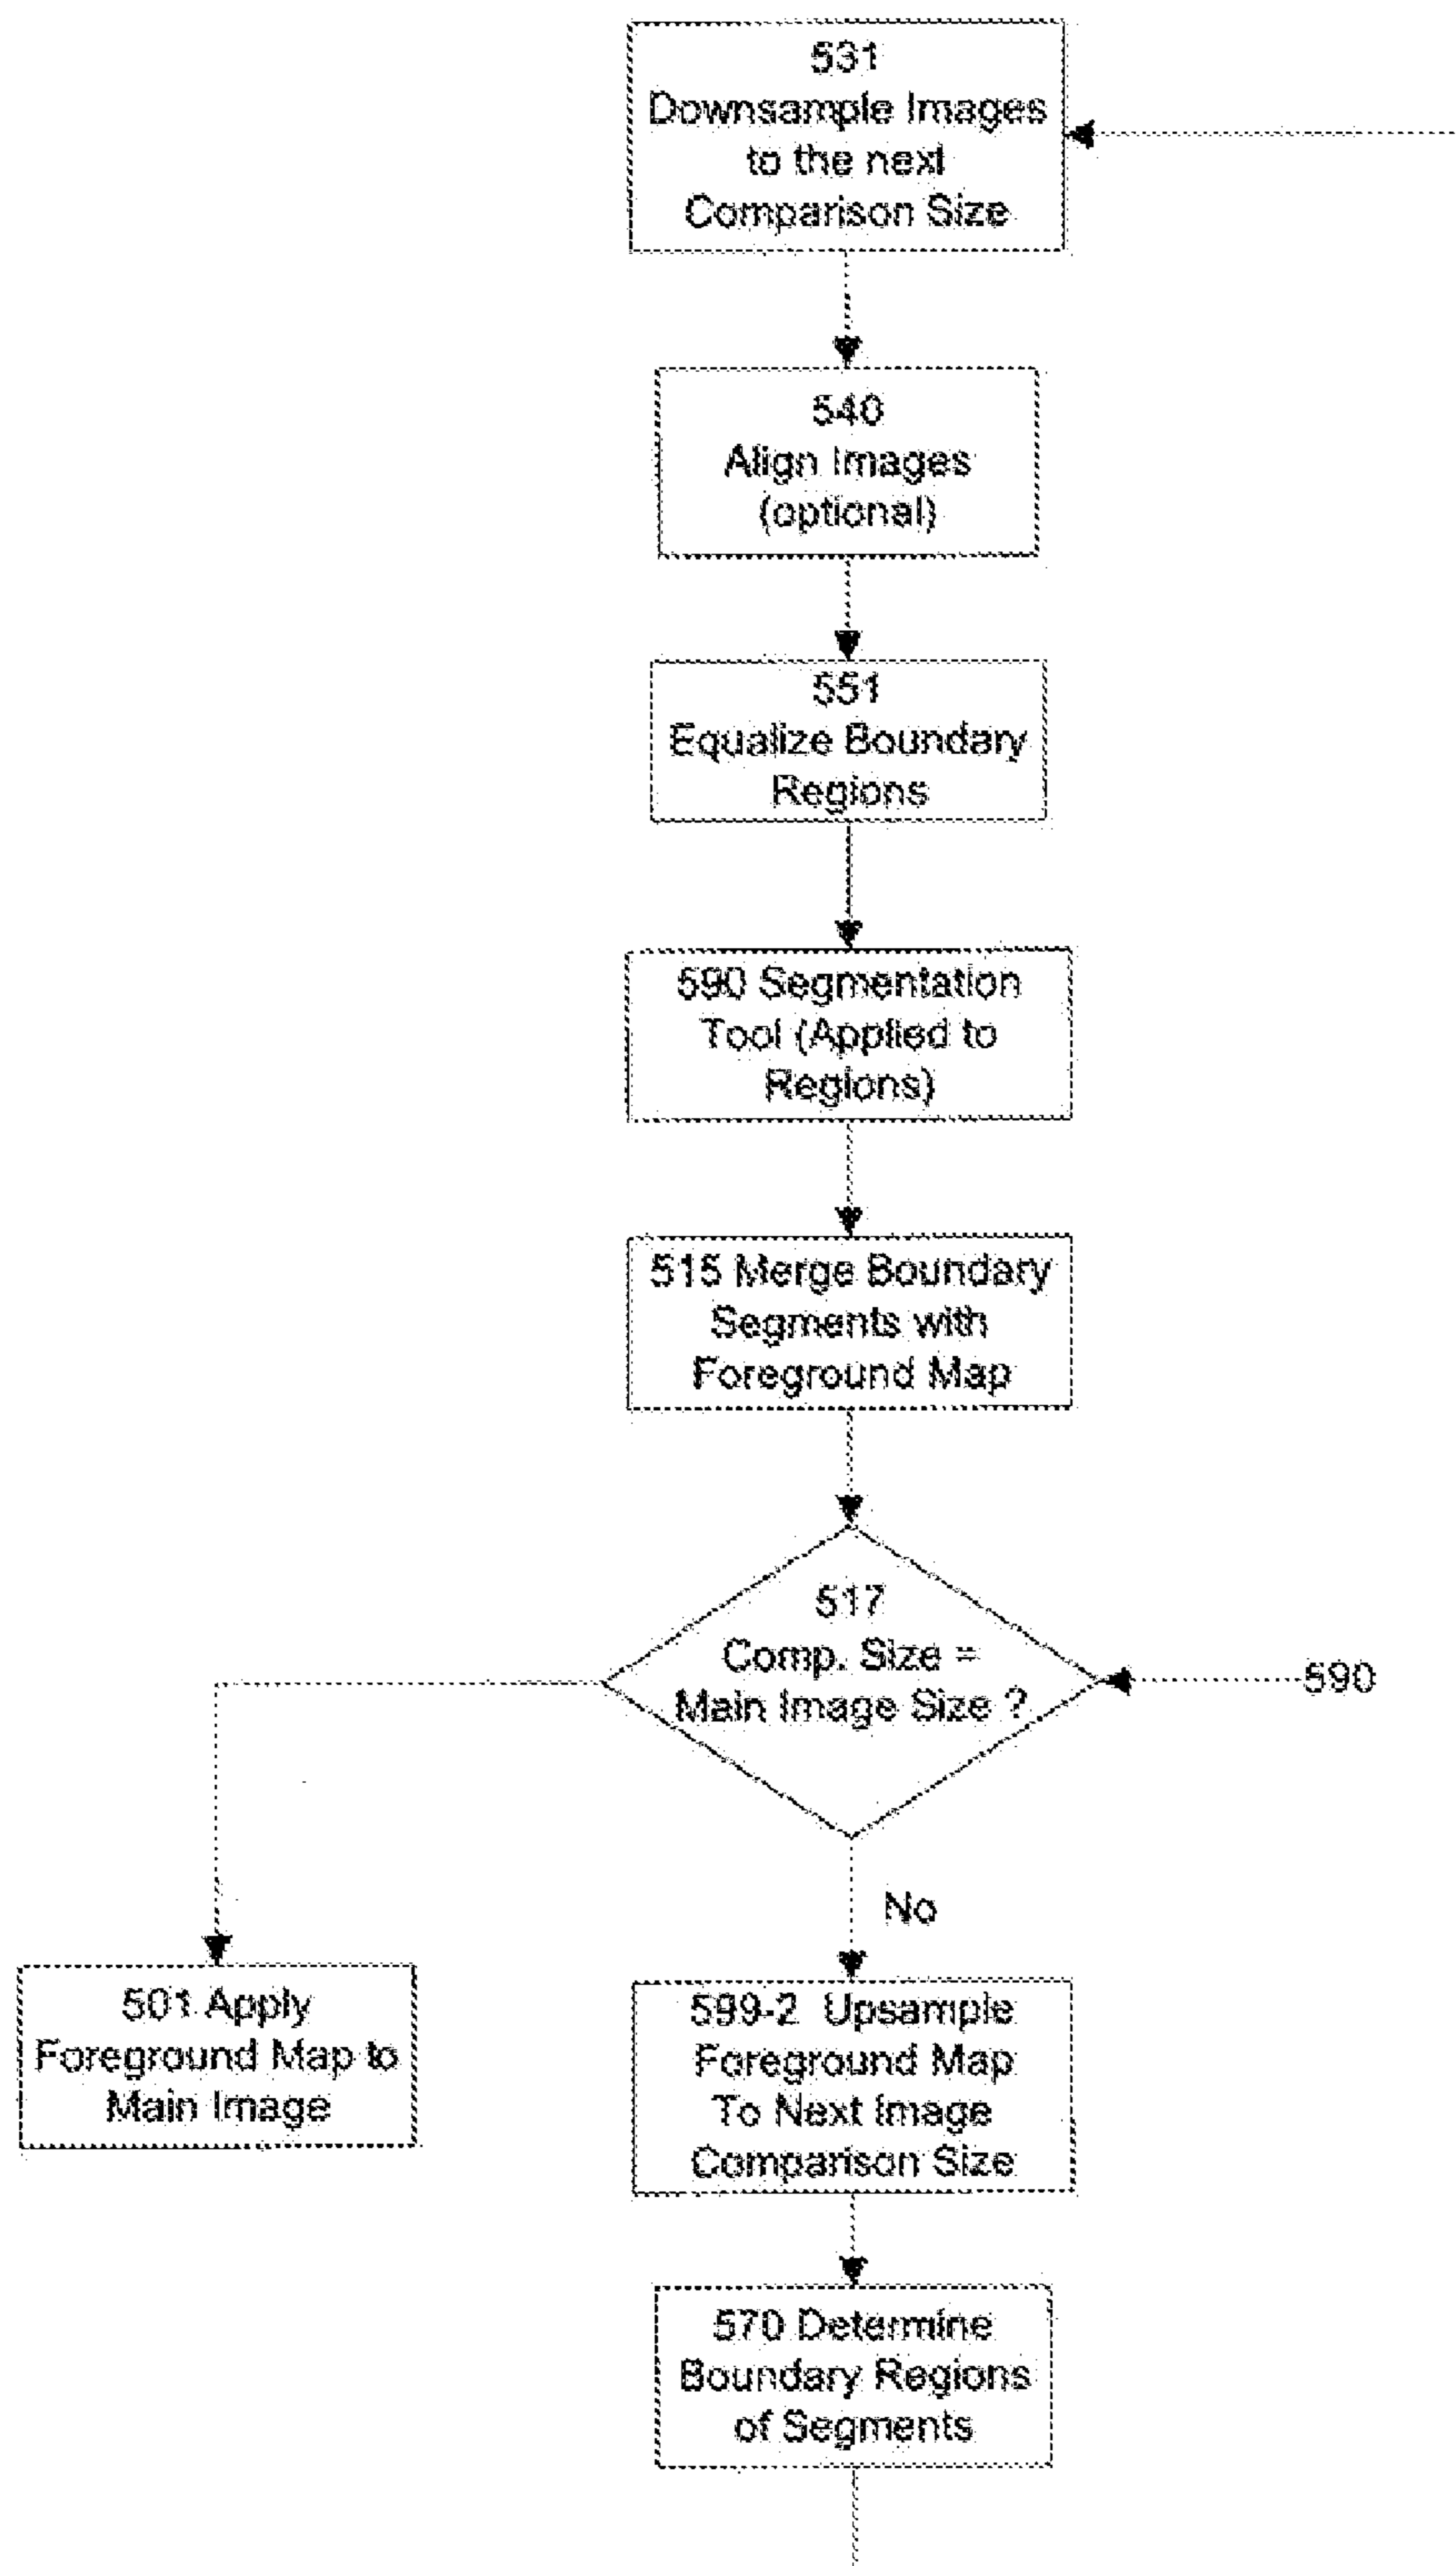 531
Downsample Images
to the next
Comparison Size
540
Align Images
(optional)
551
Equalize Boundary
Regions
590 Segmentation
Tool (Applied to
Regions)
515 Merge Boundary
Segments with
Foreground Map
517
Comp. Size =
Main Image Size ?
590
No
501 Apply
Foreground Map to
Main Image
599-2 Upsample
Foreground Map
To Next Image
Comparison Size
570 Determine
Boundary Regions
of Segments